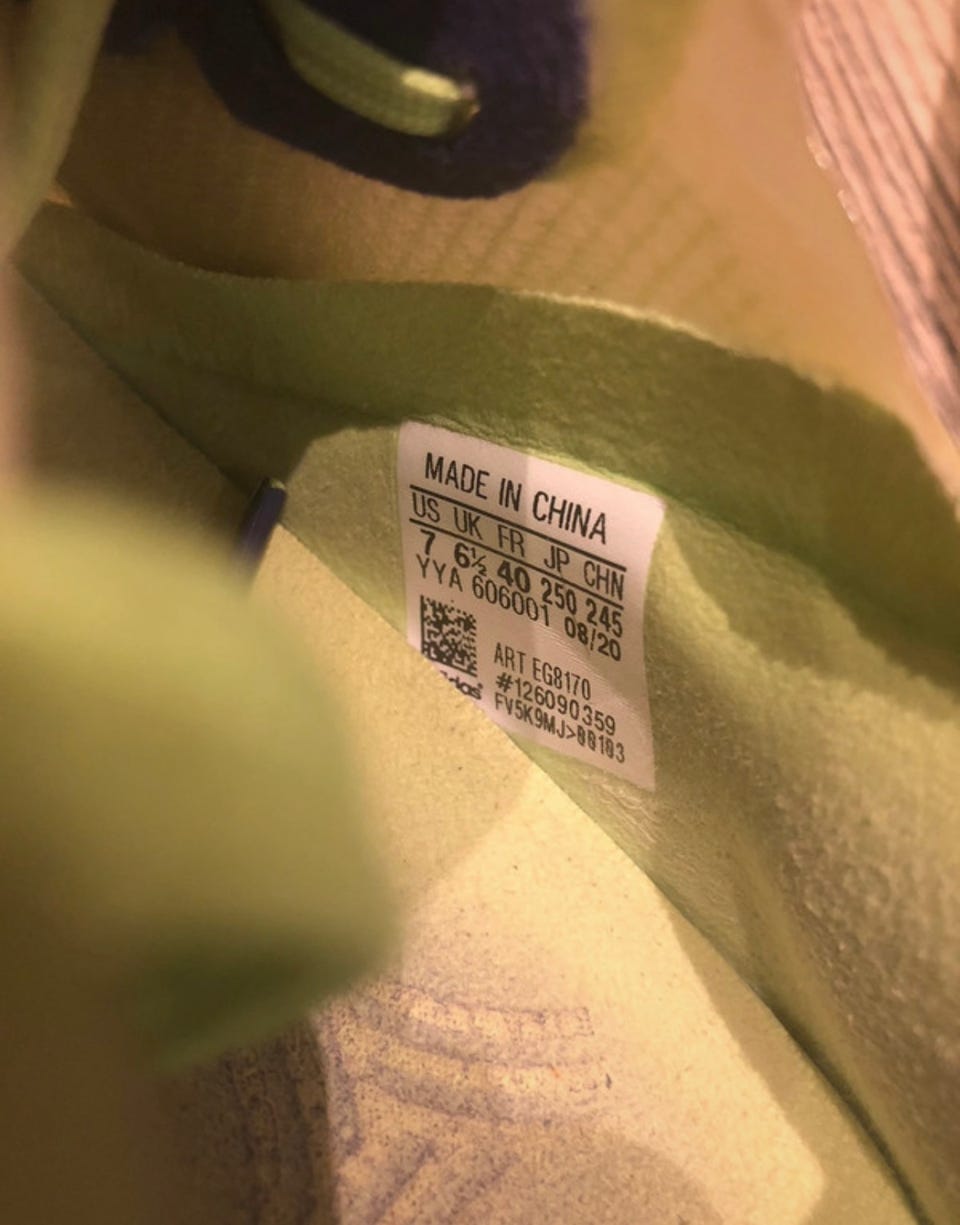 MADE IN CHINA
US UK FR JP CHN
7 6½ 40 250 245
YYA 606001 08/20
ART EG8170
#126090359
FV5K9MJ>00103